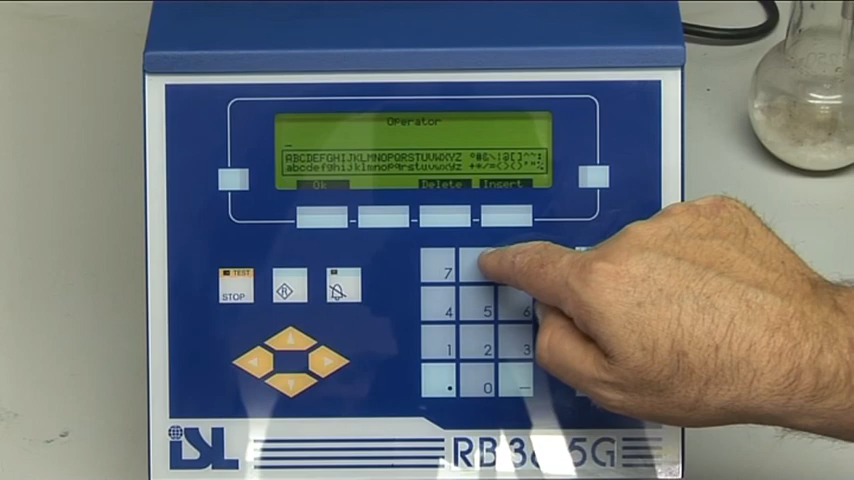 Operator
ABCDEFGHIJKLMNOPQRSTUVWXYZ
abcdefghijklmnopqrstuvwxyz
Ok Delete Insert
TEST
STOP
R
7
4 5 6
1 2 3
. 0 —
ISL